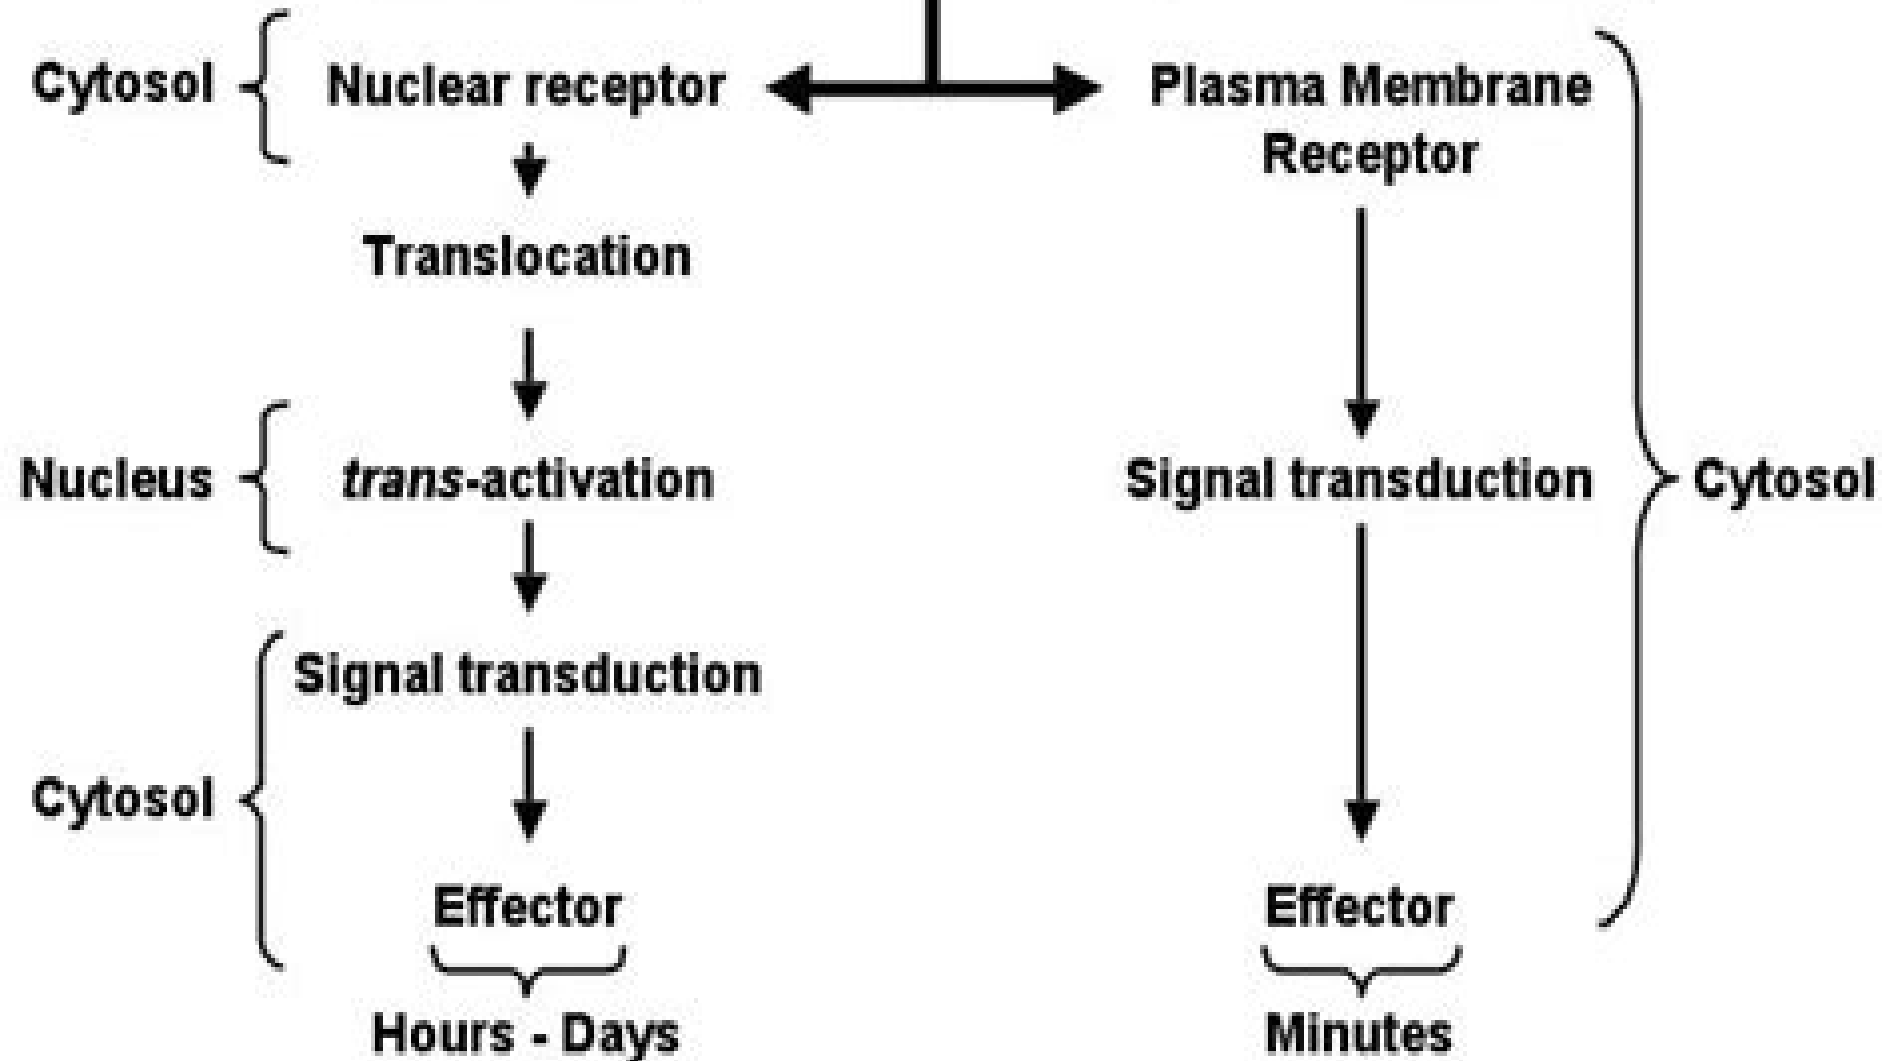 Cytosol
Nuclear receptor
Plasma Membrane
Receptor
Translocation
Nucleus
trans-activation
Signal transduction
Cytosol
Signal transduction
Cytosol
Effector
Effector
Hours - Days
Minutes